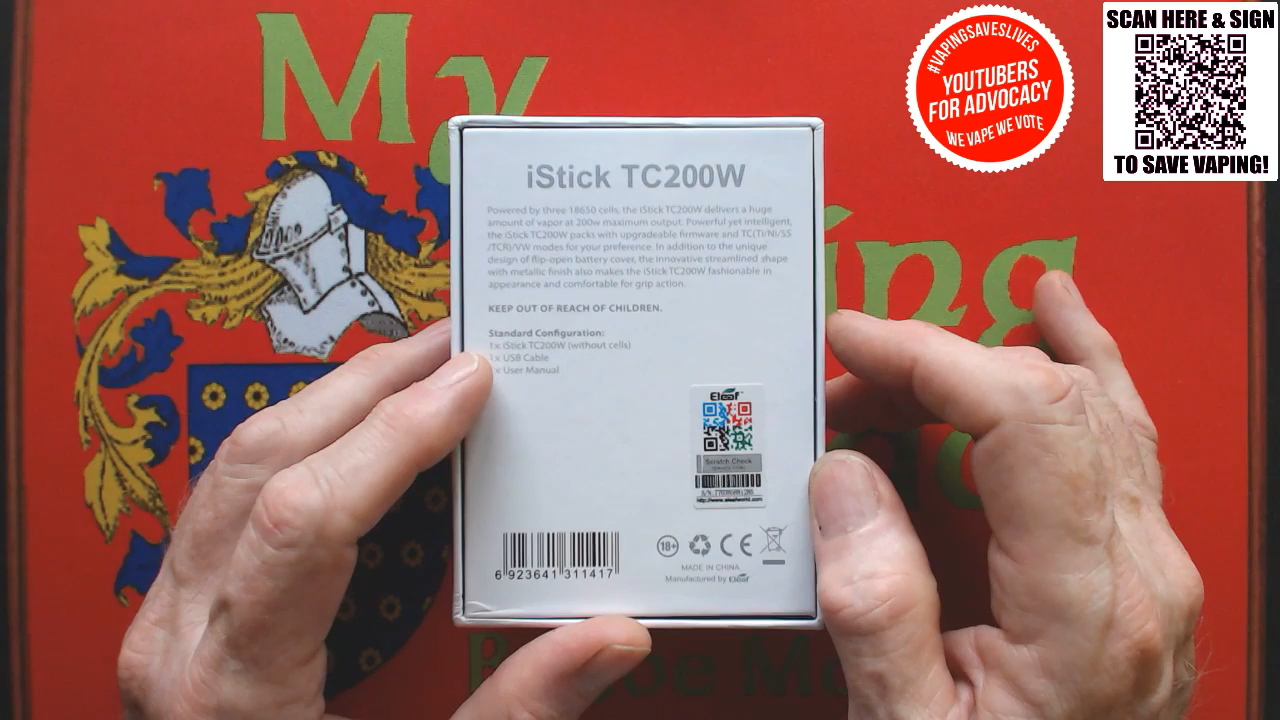 My
ing
#VAPINGSAVESLIVES
YOUTUBERS
FOR ADVOCACY
WE VAPE WE VOTE
SCAN HERE & SIGN
TO SAVE VAPING!
iStick TC200W
Powered by three 18650 cells, the iStick TC200W delivers a huge
amount of vapor at 200w maximum output. Powerful yet intelligent,
the iStick TC200W packs with upgradeable firmware and TC(Ti/Ni/SS
/TCR)/VW modes for your preference. In addition to the unique
design of flip-open battery cover, the innovative streamlined shape
with metallic finish also makes the iStick TC200W fashionable in
appearance and comfortable for grip action.
KEEP OUT OF REACH OF CHILDREN.
Standard Configuration:
1x iStick TC200W (without cells)
1x USB Cable
x User Manual
Eleaf
Scratch Check
6 923641 311417
18+
CE
MADE IN CHINA
Manufactured by Eleaf